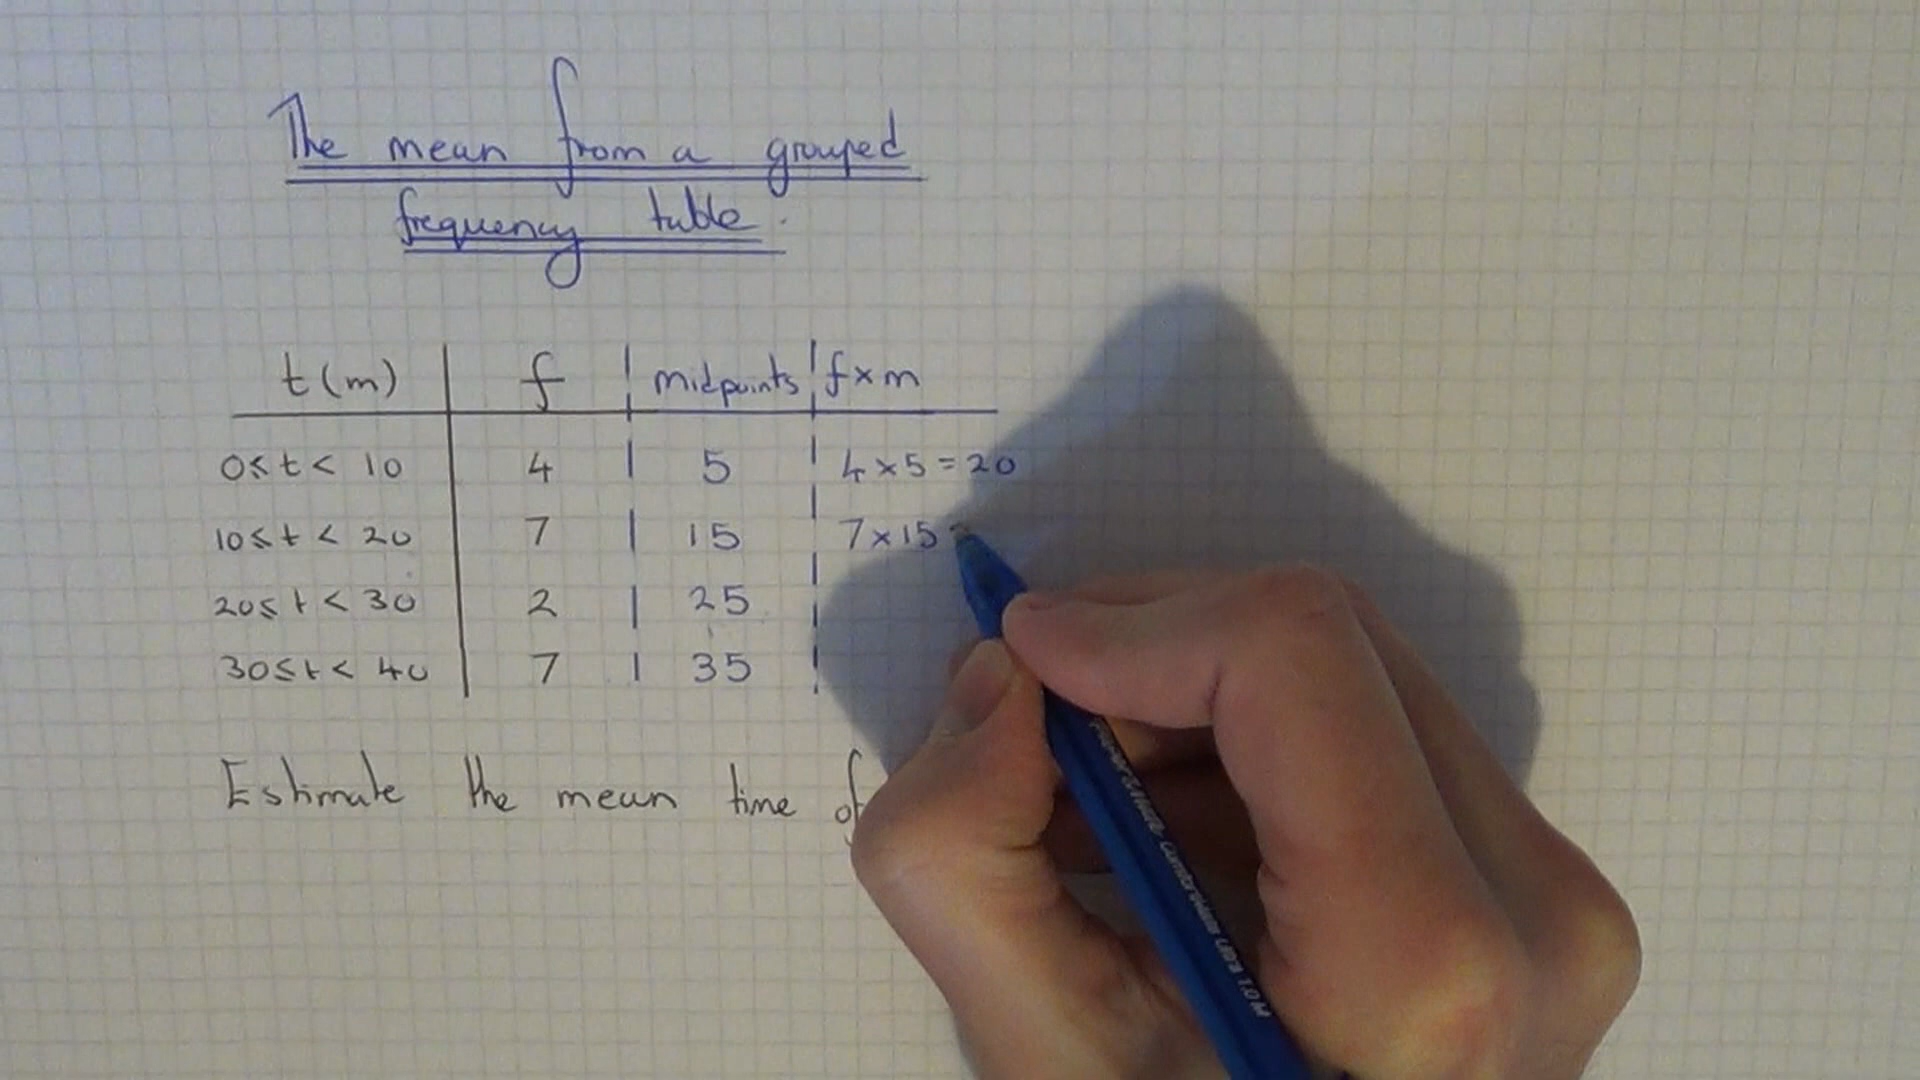 The mean from a grouped
frequency table.
t(m) f midpoints f×m
0≤t< 10 4 5 4×5=20
10≤t< 20 7 15 7×15
20≤t<30 2 25
30≤t< 40 7 35
Estimate the mean time of